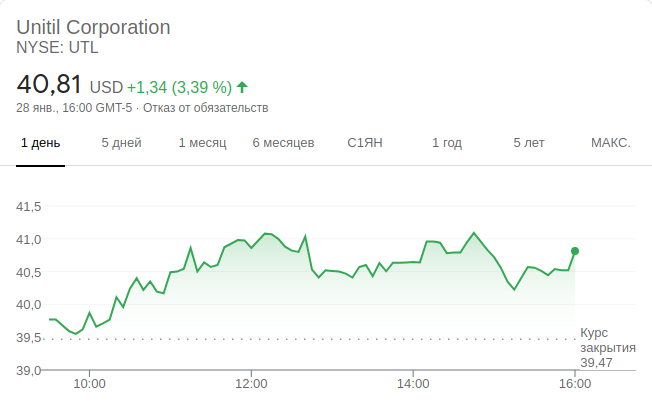 Unitil Corporation
NYSE: UTL
40,81 USD +1,34 (3,39 %)
28 янв., 16:00 GMT-5 · Отказ от обязательств
1 день 5 дней 1 месяц 6 месяцев С1ЯН 1 год 5 лет МАКС.
41,5
41,0
40,5
40,0
39,5
39,0
Курс
закрытия
39,47
10:00 12:00 14:00 16:00